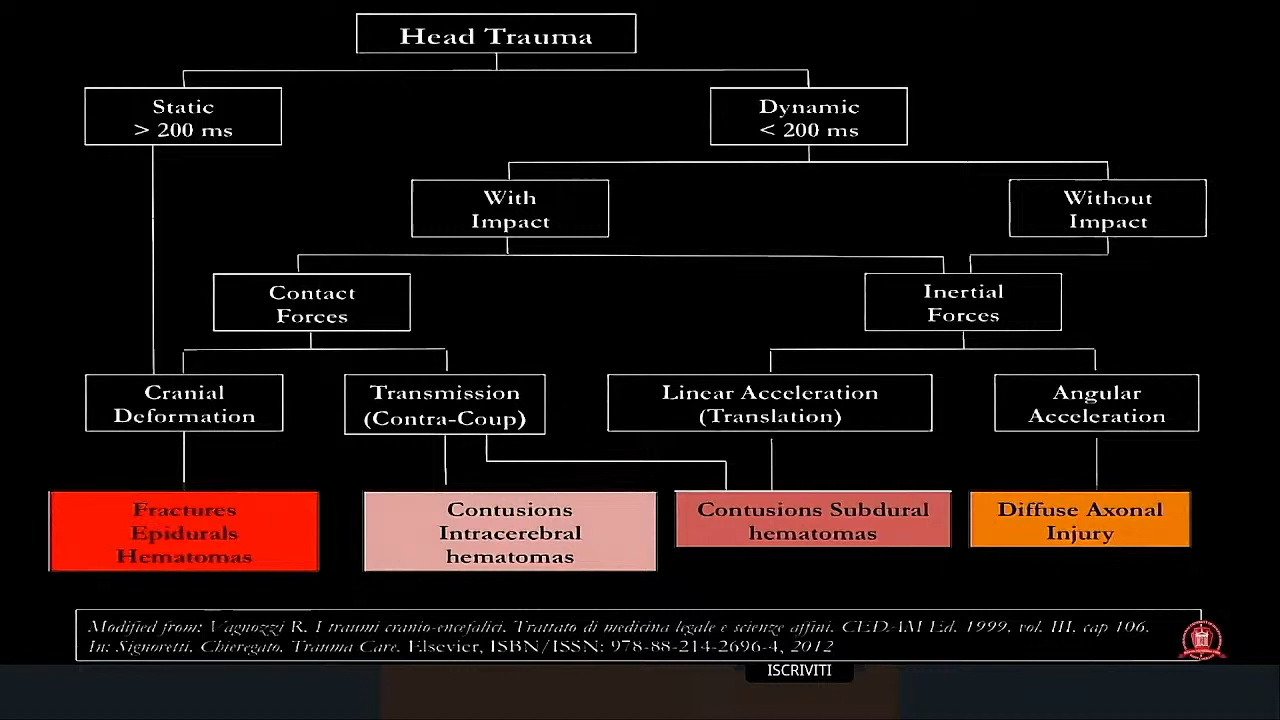 Head Trauma
Static
> 200 ms
Dynamic
< 200 ms
With
Impact
Without
Impact
Contact
Forces
Inertial
Forces
Cranial
Deformation
Transmission
(Contra-Coup)
Linear Acceleration
(Translation)
Angular
Acceleration
Fractures
Epidurals
Hematomas
Contusions
Intracerebral
hematomas
Contusions Subdural
hematomas
Diffuse Axonal
Injury
Modified from: Vagnozzi R. I traumi cranio-encefalici. Trattato di medicina legale e scienze affini. CEDAM Ed. 1999, vol. III, cap 106.
In: Signoretti, Chieregato. Trauma Care. Elsevier, ISBN/ISSN: 978-88-214-2696-4, 2012
ISCRIVITI